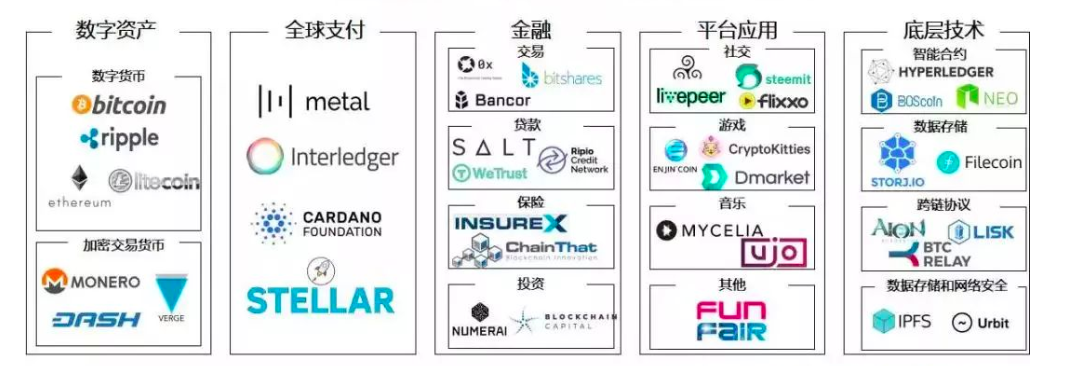 数字资产
数字货币
bitcoin
ripple
ethereum
litecoin
加密交易货币
MONERO
DASH
VERGE
全球支付
metal
Interledger
CARDANO
FOUNDATION
STELLAR
金融
交易
0x
bitshares
Bancor
贷款
SALT
WeTrust
Ripio
Credit
Network
保险
INSUREX
ChainThat
Blockchain Innovation
投资
NUMERAI
BLOCKCHAIN
CAPITAL
平台应用
社交
livepeer
steemit
flixxo
游戏
ENJIN COIN
CryptoKitties
Dmarket
音乐
MYCELIA
ujo
其他
FUN
FAIR
底层技术
智能合约
HYPERLEDGER
BOScoin
NEO
数据存储
STORJ.IO
Filecoin
跨链协议
AION
LISK
BTC
RELAY
数据存储和网络安全
IPFS
Urbit